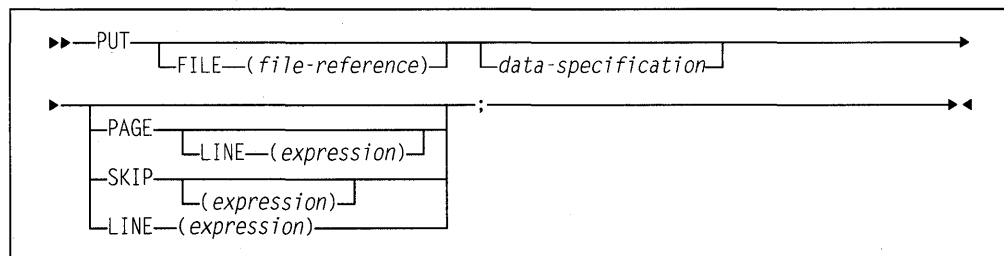 PUT
FILE (file-reference) data-specification
;
PAGE
LINE (expression)
SKIP
(expression)
LINE (expression)